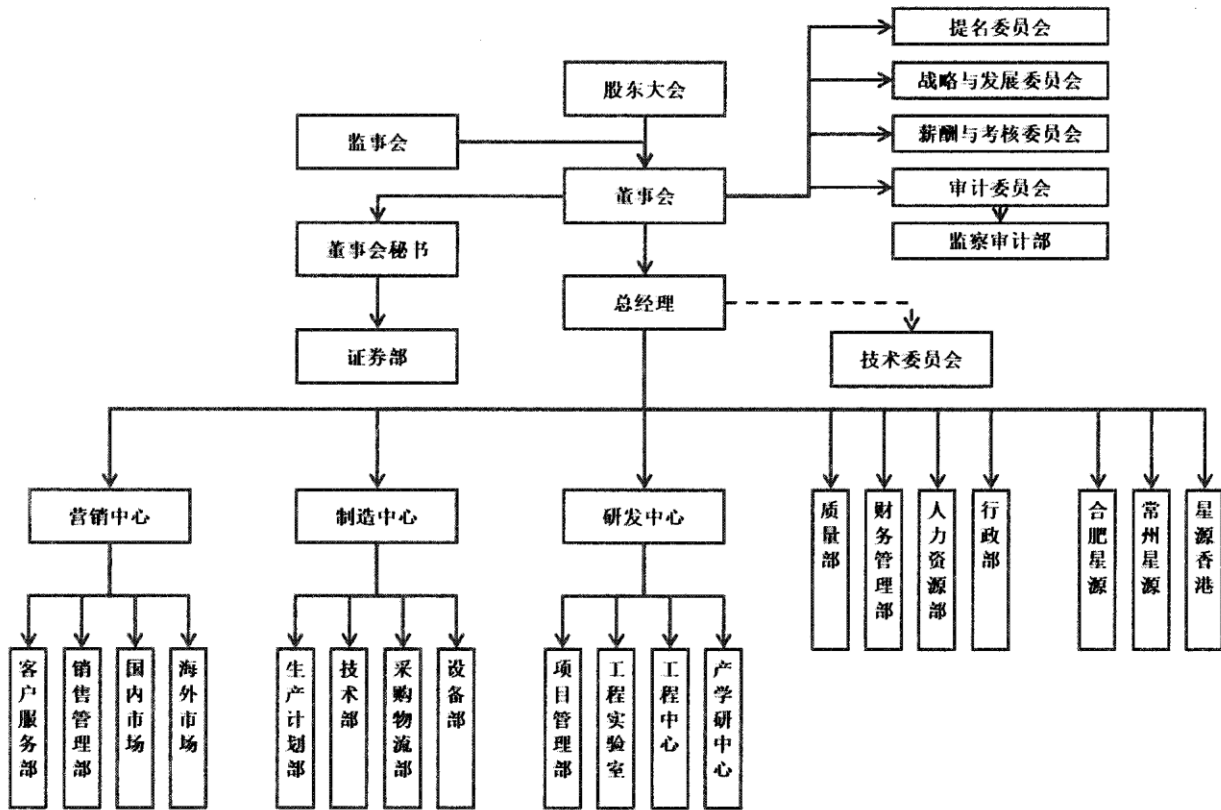 提名委员会
战略与发展委员会
股东大会
监事会
薪酬与考核委员会
董事会
审计委员会
董事会秘书
监察审计部
总经理
证券部
技术委员会
营销中心
制造中心
研发中心
质量部
财务管理部
人力资源部
行政部
合肥星源
常州星源
星源香港
客户服务部
销售管理部
国内市场
海外市场
生产计划部
技术部
采购物流部
设备部
项目管理部
工程实验室
工程中心
产学研中心